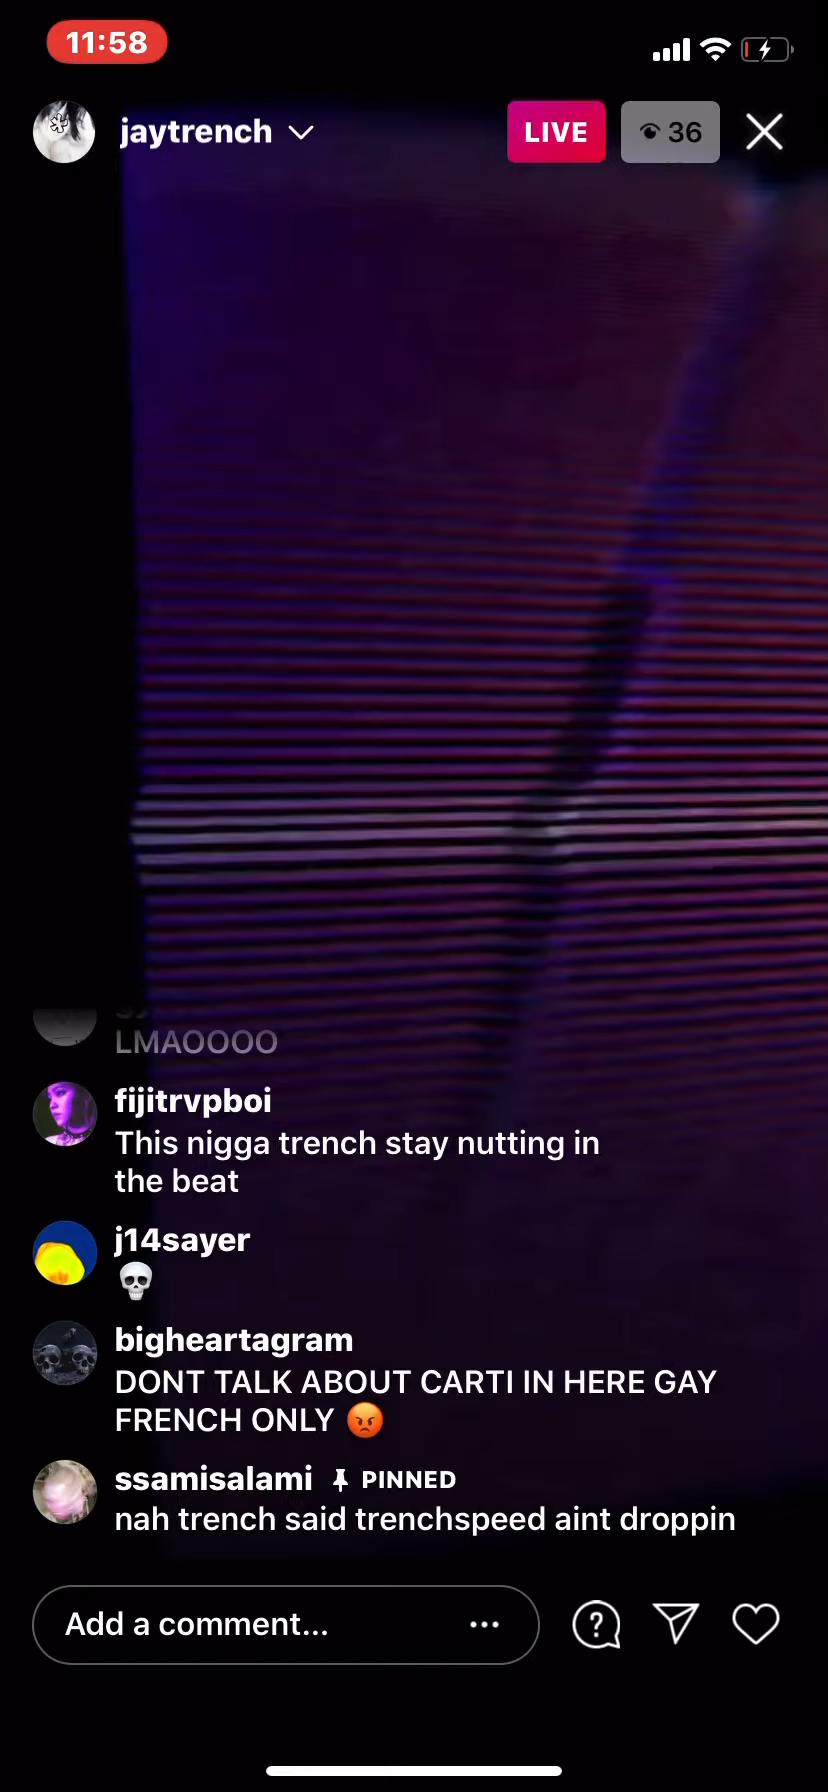 11:58
jaytrench
LIVE
36
LMAOOOO
fijitrvpboi
This nigga trench stay nutting in
the beat
j14sayer
💀
bigheartagram
DONT TALK ABOUT CARTI IN HERE GAY
FRENCH ONLY 😡
ssamisalami PINNED
nah trench said trenchspeed aint droppin
Add a comment...